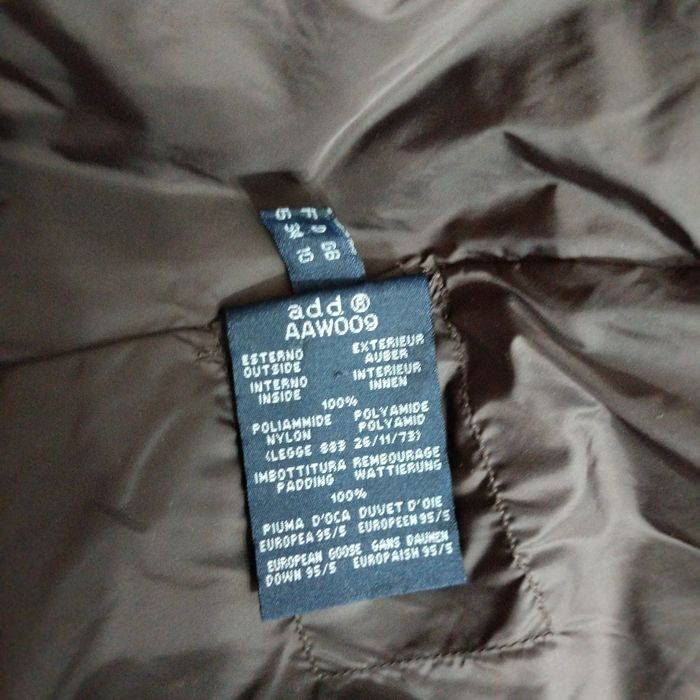 add ®
AAW009
ESTERNO EXTERIEUR
OUTSIDE AUBER
INTERNO INTERIEUR
INSIDE INNEN
100%
POLIAMMIDE POLYAMIDE
NYLON POLYAMID
(LEGGE 883 26/11/73)
IMBOTTITURA REMBOURAGE
PADDING WATTIERUNG
100%
PIUMA D'OCA DUVET D'OIE
EUROPEA 95/5 EUROPEEN 95/5
EUROPEAN GOOSE GANS DAUNEN
DOWN 95/5 EUROPAISH 95/5